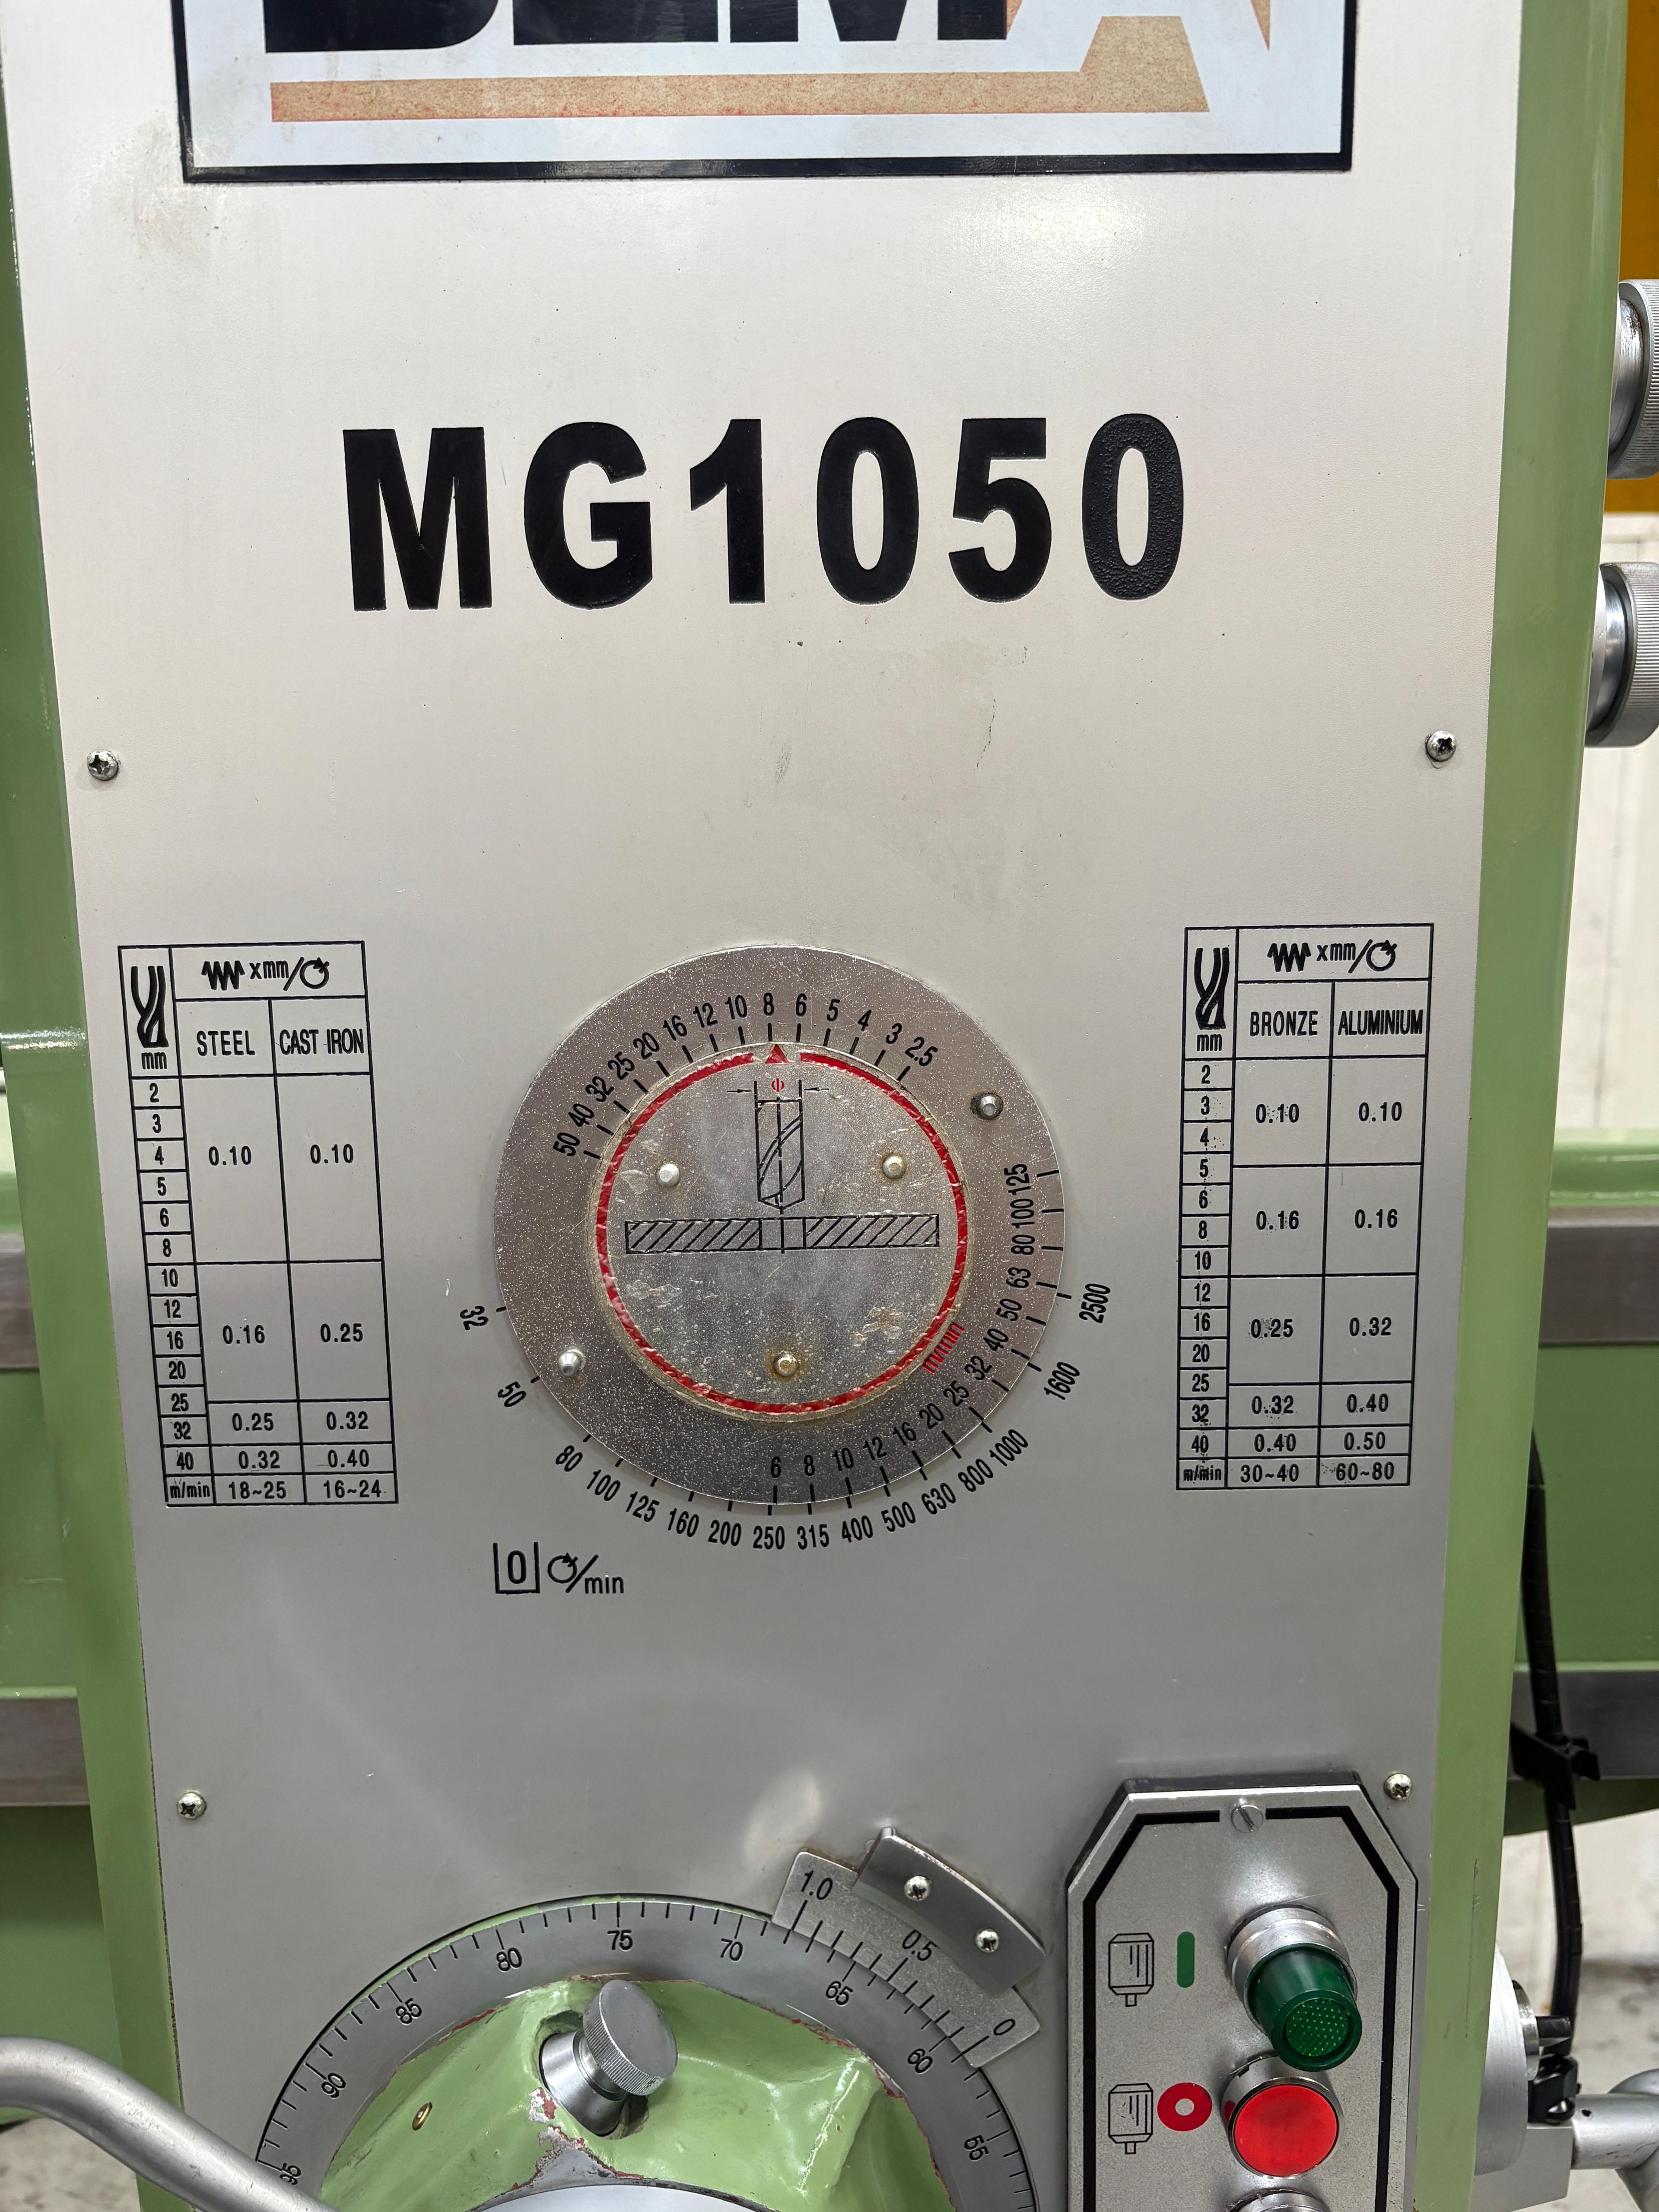 MG1050
xmm/
STEEL CAST IRON
mm
2
3
4
5
6
8
0.10 0.10
10
12
16
20
0.16 0.25
25
32
0.25 0.32
40 0.32 0.40
m/min 18~25 16~24
50 40 32 25 20 16 12 10 8 6 5 4 3 2.5
Φ
125 100 80 63 50 40 32 25 20 16 12 10 8 6
m/min
32 50 80 100 125 160 200 250 315 400 500 630 800 1000 1600 2500
0 /min
xmm/
BRONZE ALUMINIUM
mm
2
3
4
0.10 0.10
5
6
8
10
0.16 0.16
12
16
20
25
0.25 0.32
32 0.32 0.40
40 0.40 0.50
m/min 30~40 60~80
1.0 0.5 0
95 90 85 80 75 70 65 60 55